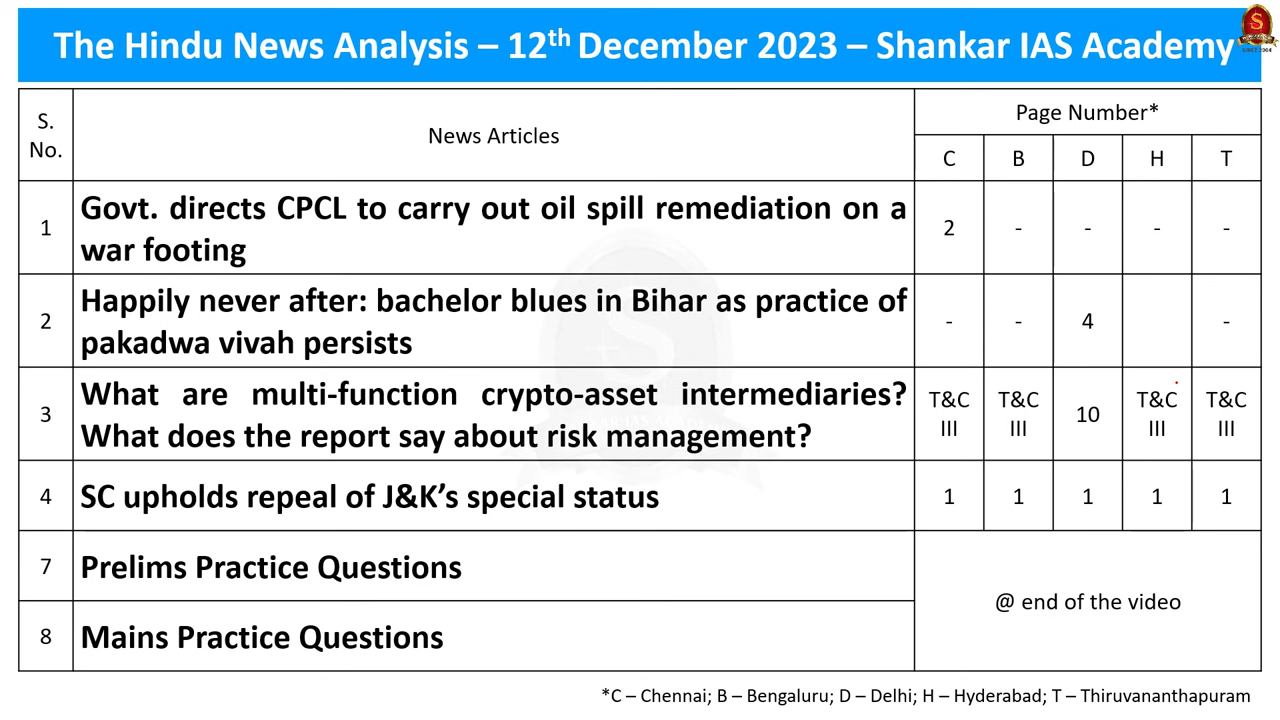 The Hindu News Analysis – 12th December 2023 – Shankar IAS Academy
S. No.
News Articles
Page Number*
C B D H T
1
Govt. directs CPCL to carry out oil spill remediation on a
war footing
2 - - - -
2
Happily never after: bachelor blues in Bihar as practice of
pakadwa vivah persists
- - 4 -
3
What are multi-function crypto-asset intermediaries?
What does the report say about risk management?
T&C III T&C III 10 T&C III T&C III
4 SC upholds repeal of J&K's special status 1 1 1 1 1
7 Prelims Practice Questions
@ end of the video
8 Mains Practice Questions
*C – Chennai; B – Bengaluru; D – Delhi; H – Hyderabad; T – Thiruvananthapuram